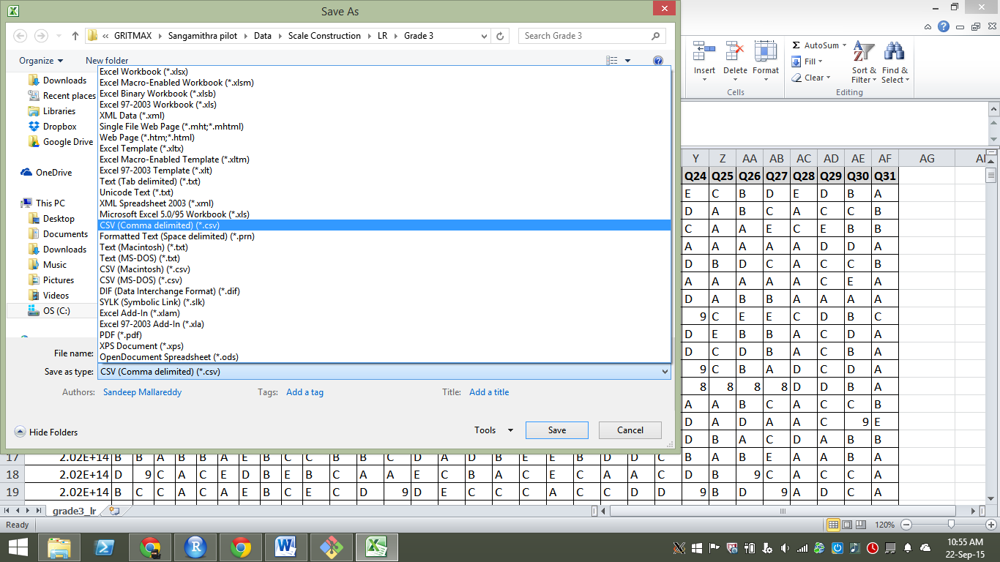 Save As
GRITMAX Sangamithra pilot Data Scale Construction LR Grade 3
Search Grade 3
Organize New folder
Downloads
Recent places
Libraries
Dropbox
Google Drive
OneDrive
This PC
Desktop
Documents
Downloads
Music
Pictures
Videos
OS (C:)
Excel Workbook (*.xlsx)
Excel Macro-Enabled Workbook (*.xlsm)
Excel Binary Workbook (*.xlsb)
Excel 97-2003 Workbook (*.xls)
XML Data (*.xml)
Single File Web Page (*.mht;*.mhtml)
Web Page (*.htm;*.html)
Excel Template (*.xltx)
Excel Macro-Enabled Template (*.xltm)
Excel 97-2003 Template (*.xlt)
Text (Tab delimited) (*.txt)
Unicode Text (*.txt)
XML Spreadsheet 2003 (*.xml)
Microsoft Excel 5.0/95 Workbook (*.xls)
CSV (Comma delimited) (*.csv)
Formatted Text (Space delimited) (*.prn)
Text (Macintosh) (*.txt)
Text (MS-DOS) (*.txt)
CSV (Macintosh) (*.csv)
CSV (MS-DOS) (*.csv)
DIF (Data Interchange Format) (*.dif)
SYLK (Symbolic Link) (*.slk)
Excel Add-In (*.xlam)
Excel 97-2003 Add-In (*.xla)
PDF (*.pdf)
XPS Document (*.xps)
OpenDocument Spreadsheet (*.ods)
File name:
Save as type: CSV (Comma delimited) (*.csv)
Authors: Sandeep Mallareddy Tags: Add a tag Title: Add a title
Hide Folders Tools Save Cancel
Insert Delete Format
Cells
AutoSum
Fill
Clear
Sort & Filter
Find & Select
Editing
Y Z AA AB AC AD AE AF AG
Q24 Q25 Q26 Q27 Q28 Q29 Q30 Q31
E C B D E D B A
D A B C A C C B
C A A E C E B B
A A A A A D D A
D B D C A C C B
A A A A A C E A
D A B B A A A A
9 C E E C D B C
D E B B A C D A
D C D B A C B A
9 C B A D C D A
8 8 8 8 D D B A
A A B C A C C B
D A D A A C 9 E
D B A C D A B B
17 2.02E+14 B B A B B A E B C C B B C D A D B E E B D D C B A B E A A B A
18 2.02E+14 D 9 C A C E D B E B C A A E C B A C E C A A C D B 9 C A C C A
19 2.02E+14 B C C A C A E B C E C D 9 D E C C C A C C D D 9 B D 9 A D C A
grade3_lr
Ready 120%
10:55 AM
22-Sep-15